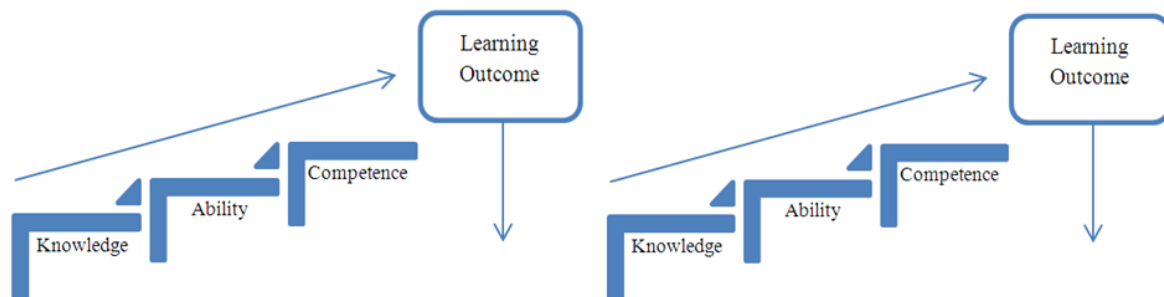 Learning
Outcome
Competence
Ability
Knowledge
Learning
Outcome
Competence
Ability
Knowledge